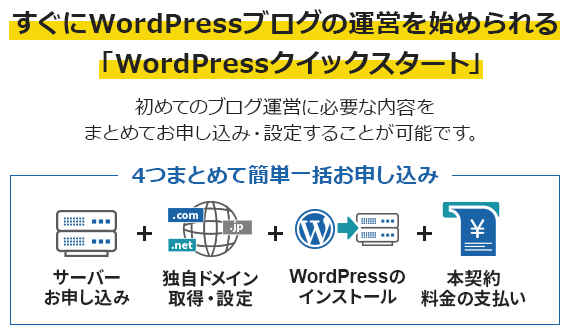 すぐにWordPressブログの運営を始められる
「WordPressクイックスタート」
初めてのブログ運営に必要な内容を
まとめてお申し込み・設定することが可能です。
4つまとめて簡単一括お申し込み
.com
.jp
.net
+
+
+
¥
サーバー
お申し込み
独自ドメイン
取得・設定
WordPressの
インストール
本契約
料金の支払い